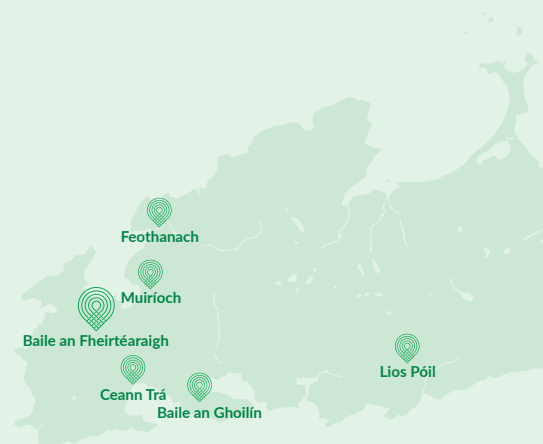 Feothanach
Muiríoch
Baile an Fheirtéaraigh
Lios Póil
Ceann Trá
Baile an Ghoilín